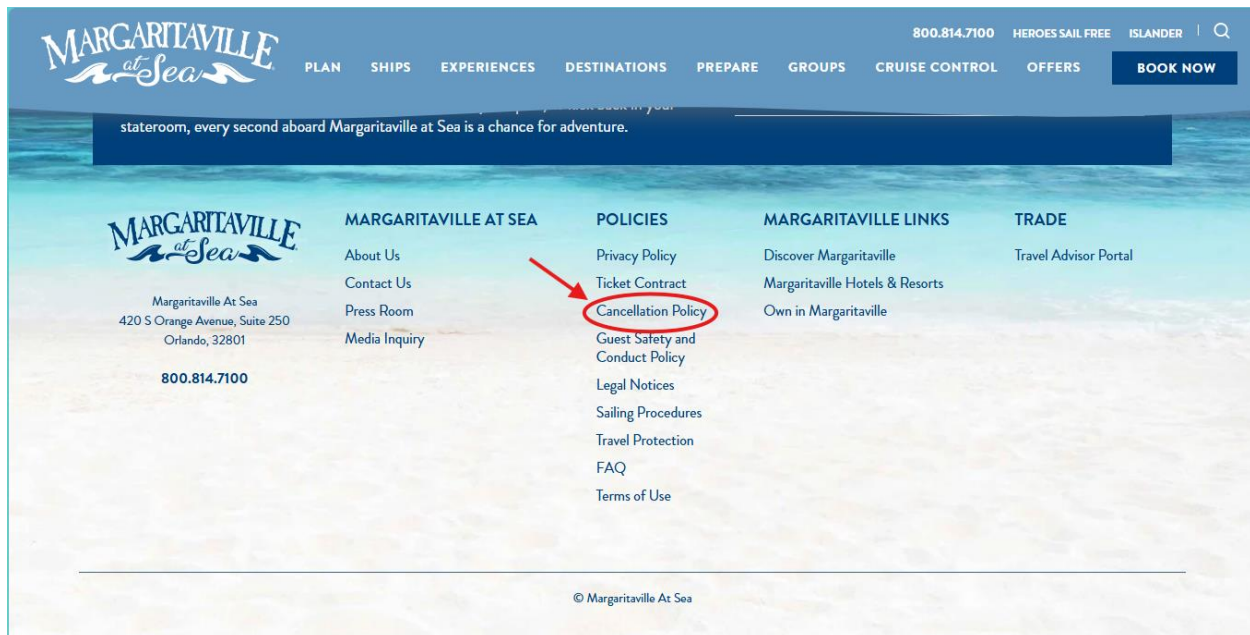 MARGARITAVILLE
at Sea
800.814.7100 HEROES SAIL FREE ISLANDER
PLAN SHIPS EXPERIENCES DESTINATIONS PREPARE GROUPS CRUISE CONTROL OFFERS BOOK NOW
stateroom, every second aboard Margaritaville at Sea is a chance for adventure.
MARGARITAVILLE
at Sea
Margaritaville At Sea
420 S Orange Avenue, Suite 250
Orlando, 32801
800.814.7100
MARGARITAVILLE AT SEA
About Us
Contact Us
Press Room
Media Inquiry
POLICIES
Privacy Policy
Ticket Contract
Cancellation Policy
Guest Safety and
Conduct Policy
Legal Notices
Sailing Procedures
Travel Protection
FAQ
Terms of Use
MARGARITAVILLE LINKS
Discover Margaritaville
Margaritaville Hotels & Resorts
Own in Margaritaville
TRADE
Travel Advisor Portal
© Margaritaville At Sea